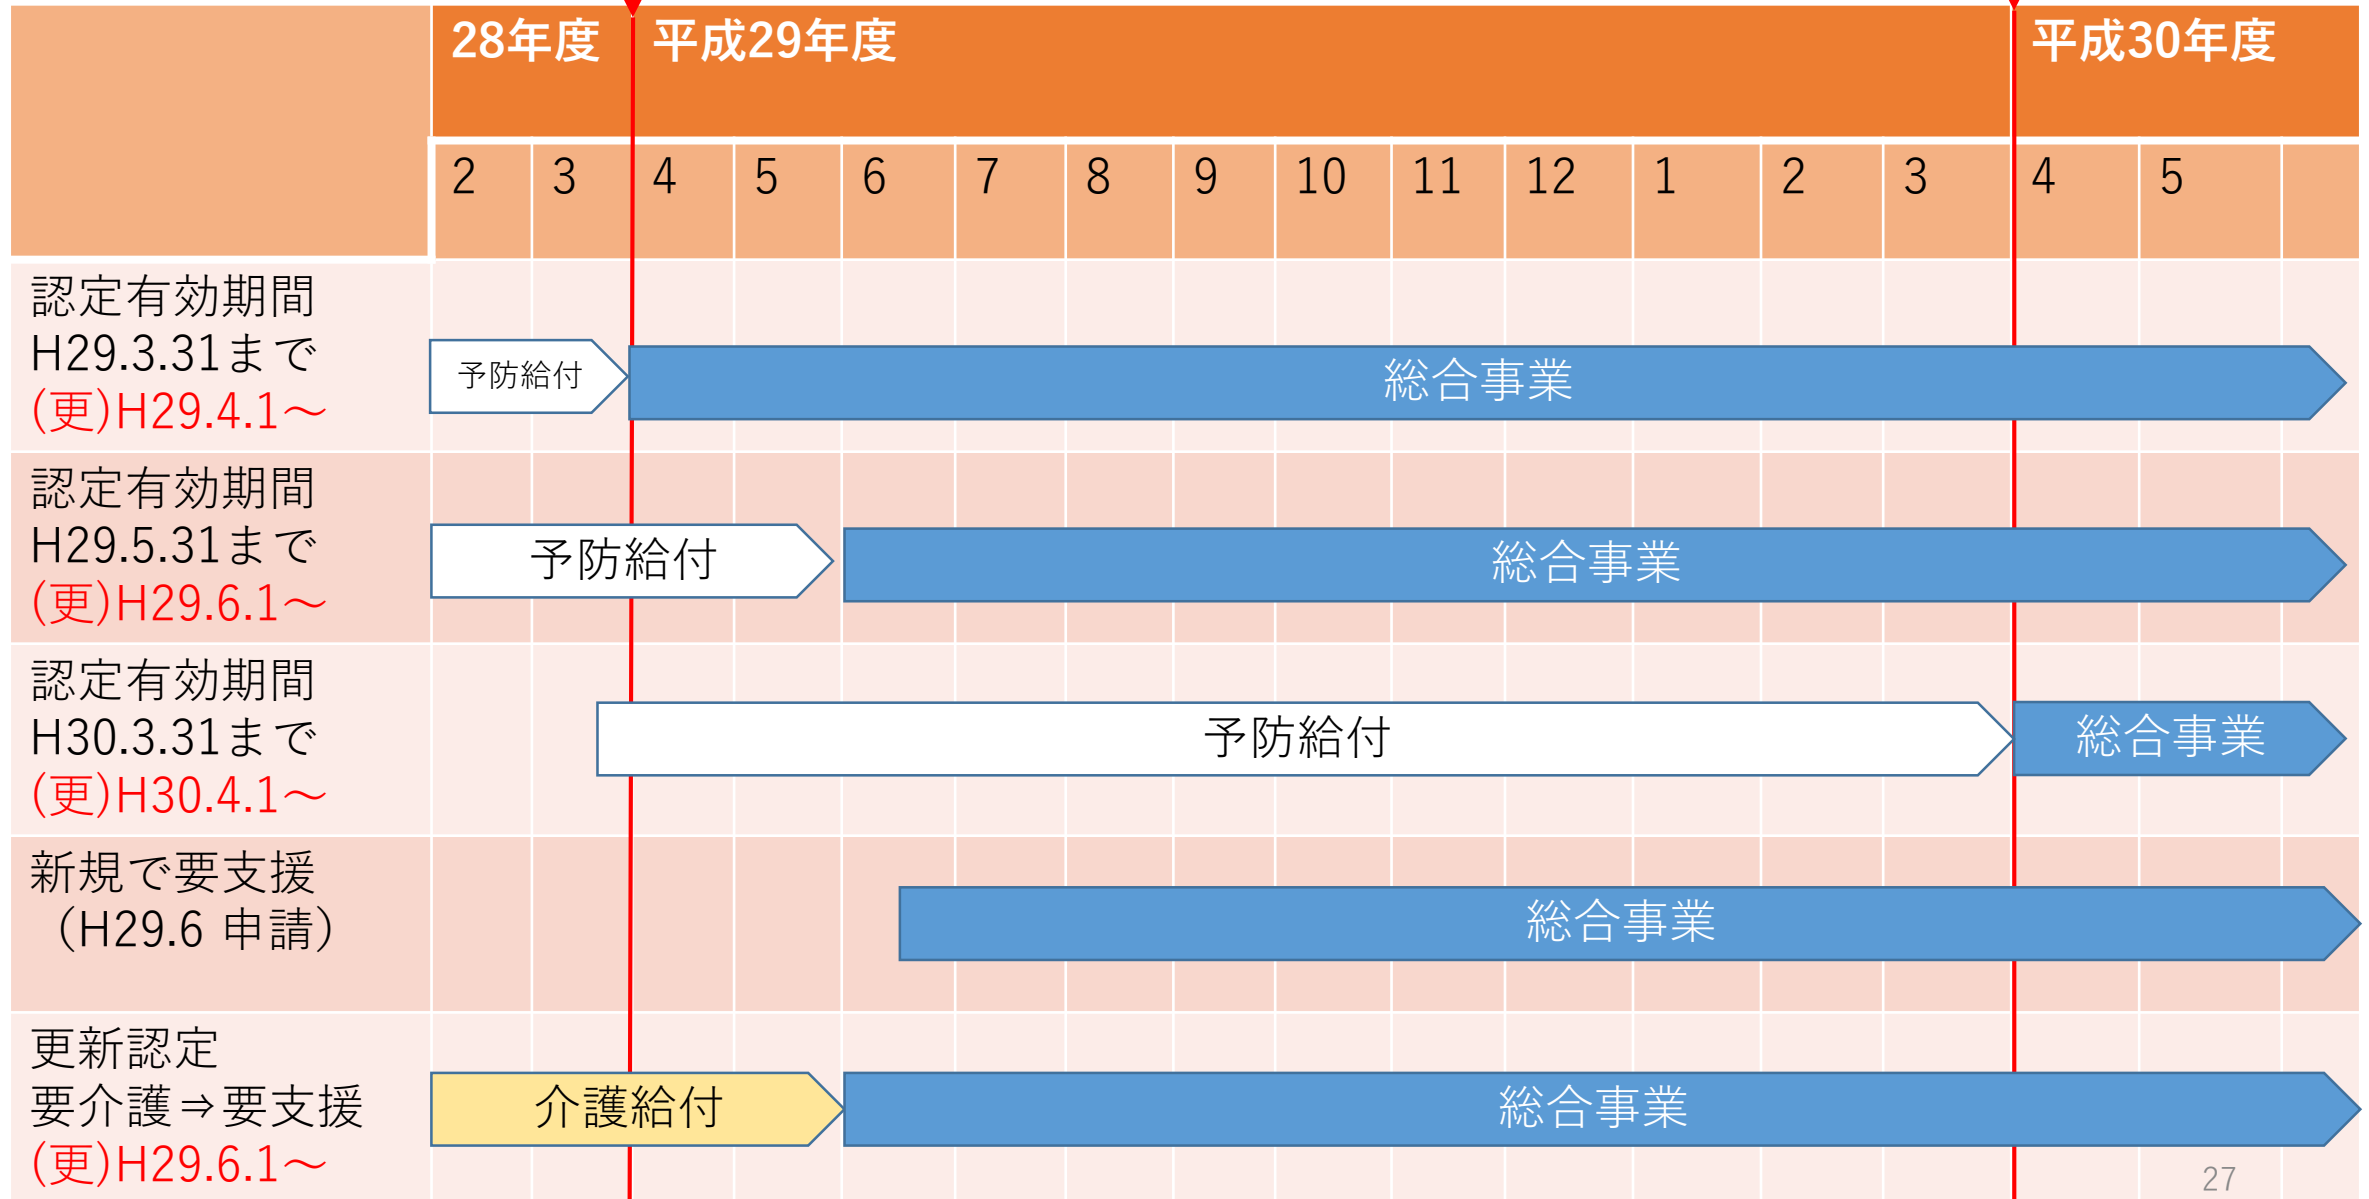 28年度 平成29年度 平成30年度
2 3 4 5 6 7 8 9 10 11 12 1 2 3 4 5
認定有効期間
H29.3.31まで
(更)H29.4.1～
予防給付 総合事業
認定有効期間
H29.5.31まで
(更)H29.6.1～
予防給付 総合事業
認定有効期間
H30.3.31まで
(更)H30.4.1～
予防給付 総合事業
新規で要支援
（H29.6 申請）
総合事業
更新認定
要介護⇒要支援
(更)H29.6.1～
介護給付 総合事業
27